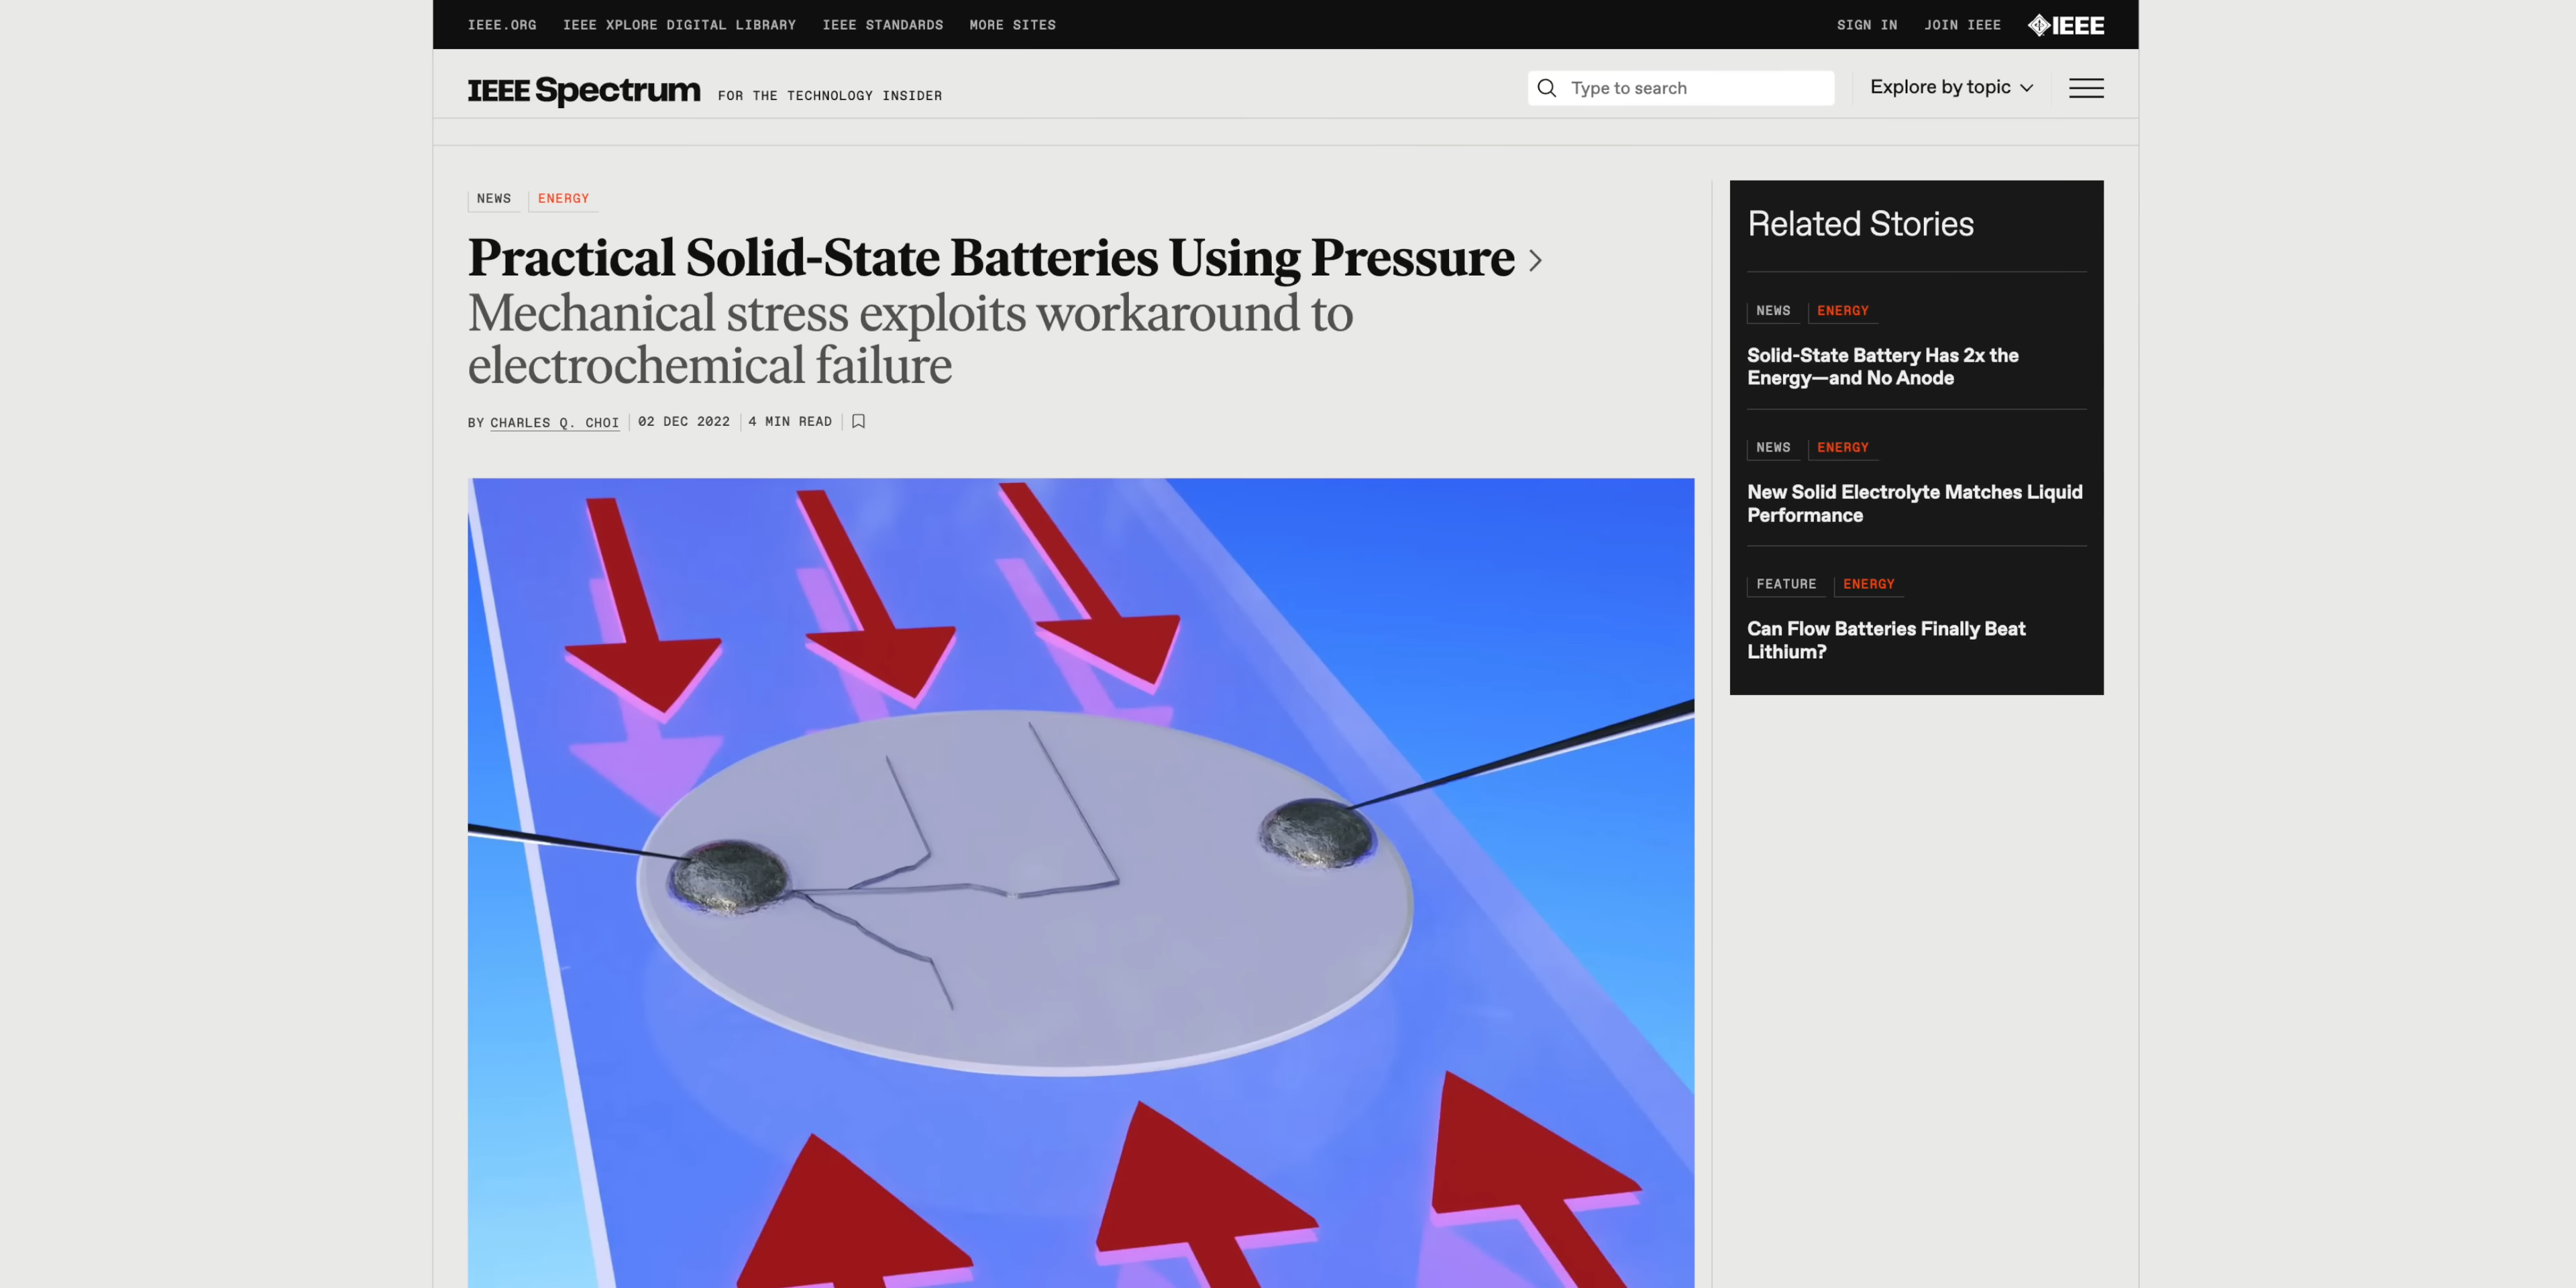 IEEE.ORG IEEE XPLORE DIGITAL LIBRARY IEEE STANDARDS MORE SITES SIGN IN JOIN IEEE IEEE
IEEE Spectrum FOR THE TECHNOLOGY INSIDER Type to search Explore by topic
NEWS ENERGY
Practical Solid-State Batteries Using Pressure
Mechanical stress exploits workaround to
electrochemical failure
BY CHARLES Q. CHOI 02 DEC 2022 4 MIN READ
Related Stories
NEWS ENERGY
Solid-State Battery Has 2x the
Energy—and No Anode
NEWS ENERGY
New Solid Electrolyte Matches Liquid
Performance
FEATURE ENERGY
Can Flow Batteries Finally Beat
Lithium?